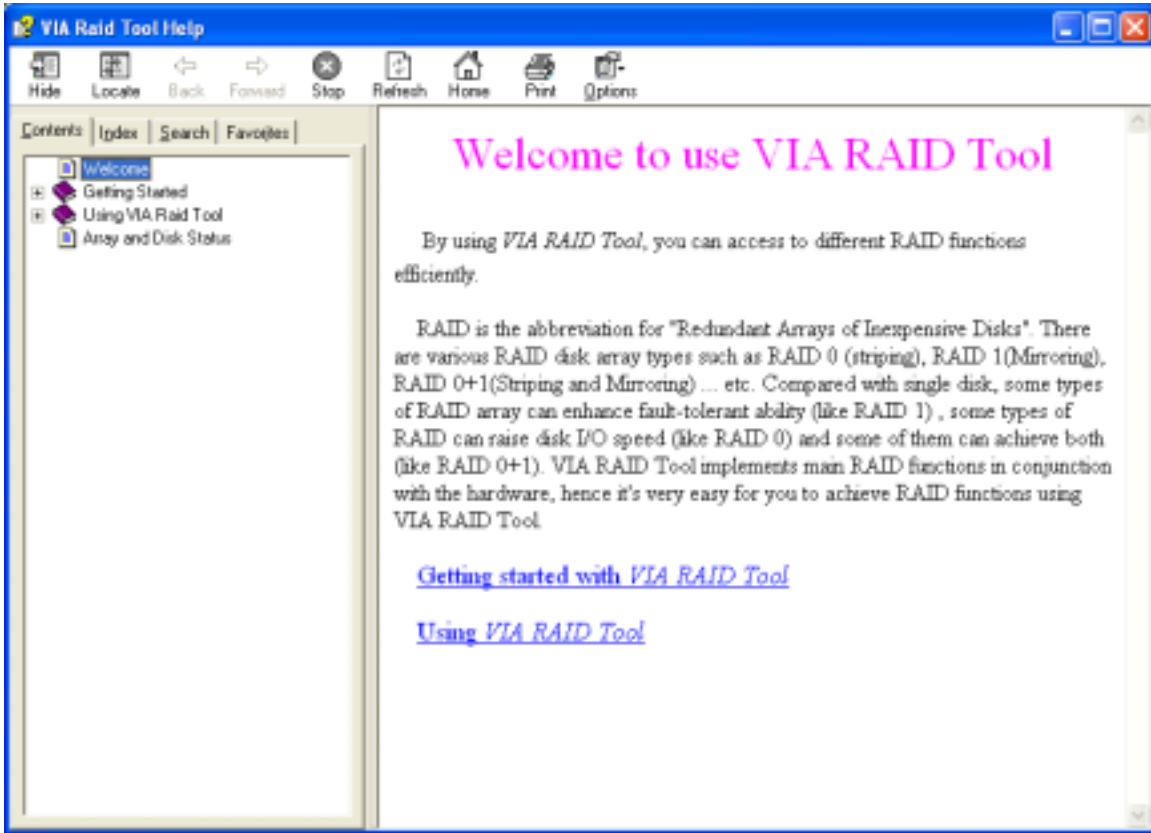 VIA Raid Tool Help
Hide Locate Back Forward Stop Refresh Home Print Options
Contents Index Search Favorites
Welcome
Getting Started
Using VIA Raid Tool
Array and Disk Status
Welcome to use VIA RAID Tool
By using VIA RAID Tool, you can access to different RAID functions
efficiently.
RAID is the abbreviation for "Redundant Arrays of Inexpensive Disks". There
are various RAID disk array types such as RAID 0 (striping), RAID 1(Mirroring),
RAID 0+1(Striping and Mirroring) ... etc. Compared with single disk, some types
of RAID array can enhance fault-tolerant ability (like RAID 1) , some types of
RAID can raise disk I/O speed (like RAID 0) and some of them can achieve both
(like RAID 0+1). VIA RAID Tool implements main RAID functions in conjunction
with the hardware, hence it's very easy for you to achieve RAID functions using
VIA RAID Tool.
Getting started with VIA RAID Tool
Using VIA RAID Tool